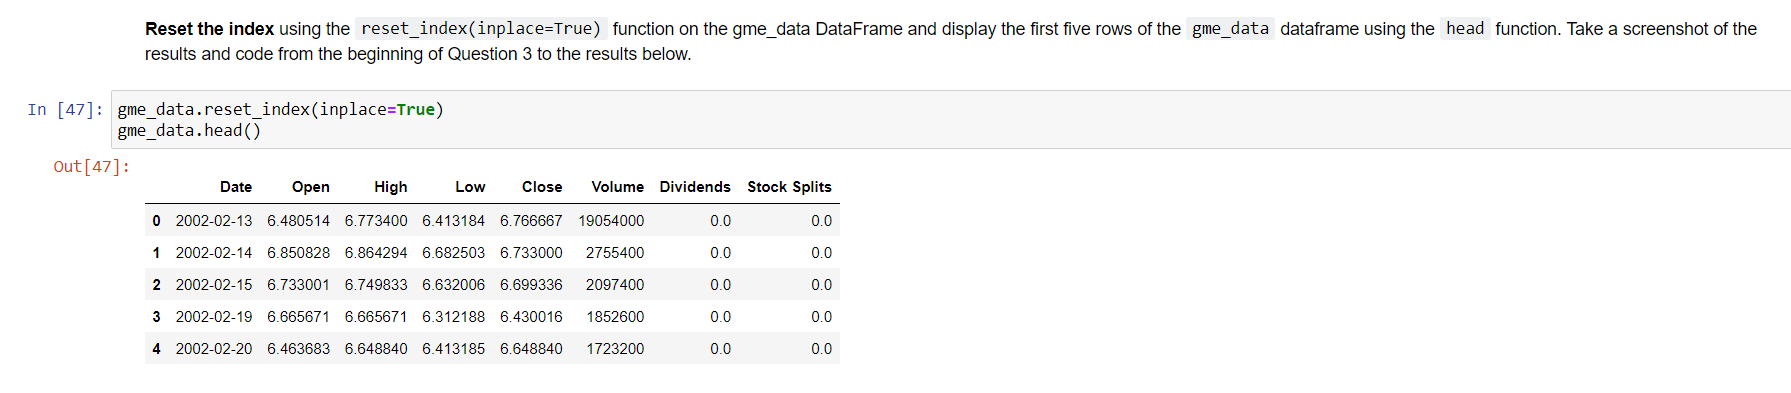 Reset the index using the reset_index(inplace=True) function on the gme_data DataFrame and display the first five rows of the gme_data dataframe using the head function. Take a screenshot of the
results and code from the beginning of Question 3 to the results below.
In [47]: gme_data.reset_index(inplace=True)
gme_data.head()
Out[47]:
Date Open High Low Close Volume Dividends Stock Splits
0 2002-02-13 6.480514 6.773400 6.413184 6.766667 19054000 0.0 0.0
1 2002-02-14 6.850828 6.864294 6.682503 6.733000 2755400 0.0 0.0
2 2002-02-15 6.733001 6.749833 6.632006 6.699336 2097400 0.0 0.0
3 2002-02-19 6.665671 6.665671 6.312188 6.430016 1852600 0.0 0.0
4 2002-02-20 6.463683 6.648840 6.413185 6.648840 1723200 0.0 0.0